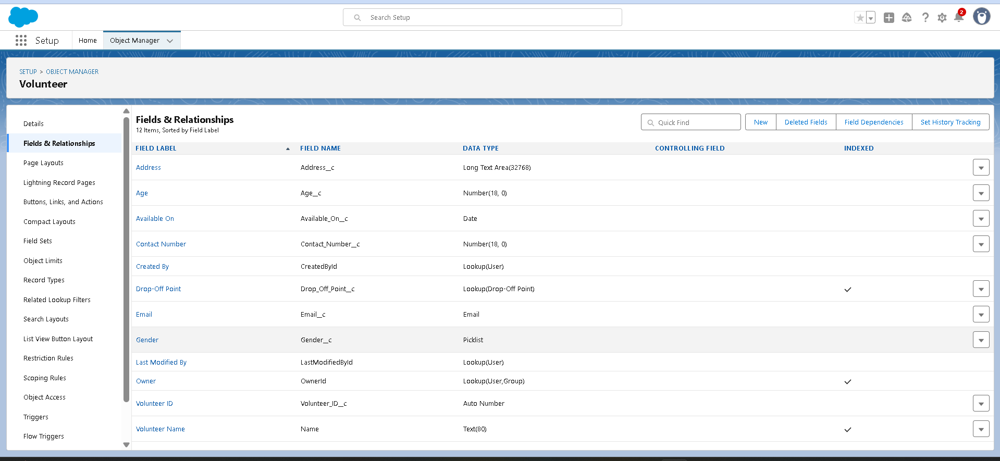 Search Setup
2
Setup
Home
Object Manager
SETUP > OBJECT MANAGER
Volunteer
Details
Fields & Relationships
Page Layouts
Lightning Record Pages
Buttons, Links, and Actions
Compact Layouts
Field Sets
Object Limits
Record Types
Related Lookup Filters
Search Layouts
List View Button Layout
Restriction Rules
Scoping Rules
Object Access
Triggers
Flow Triggers
Fields & Relationships
12 Items, Sorted by Field Label
Quick Find
New
Deleted Fields
Field Dependencies
Set History Tracking
FIELD LABEL FIELD NAME DATA TYPE CONTROLLING FIELD INDEXED
Address Address__c Long Text Area(32768)
Age Age__c Number(18, 0)
Available On Available_On__c Date
Contact Number Contact_Number__c Number(18, 0)
Created By CreatedById Lookup(User)
Drop-Off Point Drop_Off_Point__c Lookup(Drop-Off Point)
Email Email__c Email
Gender Gender__c Picklist
Last Modified By LastModifiedById Lookup(User)
Owner OwnerId Lookup(User,Group)
Volunteer ID Volunteer_ID__c Auto Number
Volunteer Name Name Text(80)